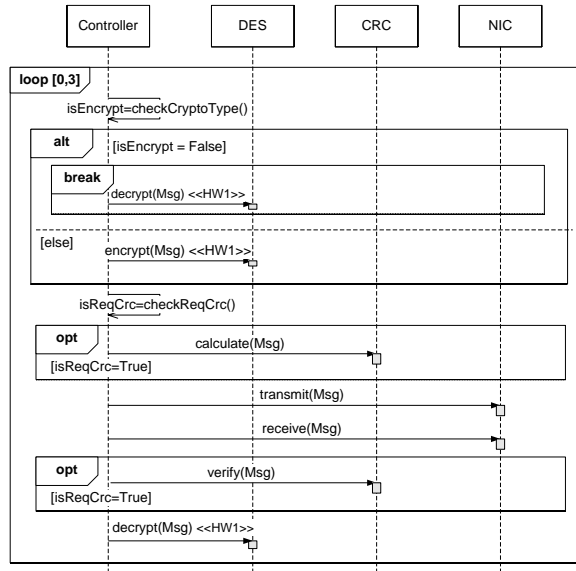 Controller DES CRC NIC
loop [0,3]
isEncrypt=checkCryptoType()
alt [isEncrypt = False]
break
decrypt(Msg) <<HW1>>
[else]
encrypt(Msg) <<HW1>>
isReqCrc=checkReqCrc()
opt
calculate(Msg)
[isReqCrc=True]
transmit(Msg)
receive(Msg)
opt
verify(Msg)
[isReqCrc=True]
decrypt(Msg) <<HW1>>